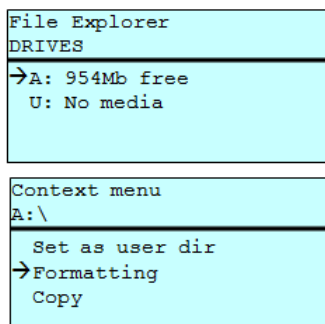 File Explorer
DRIVES
→A: 954Mb free
U: No media
Context menu
A:\
Set as user dir
→Formatting
Copy